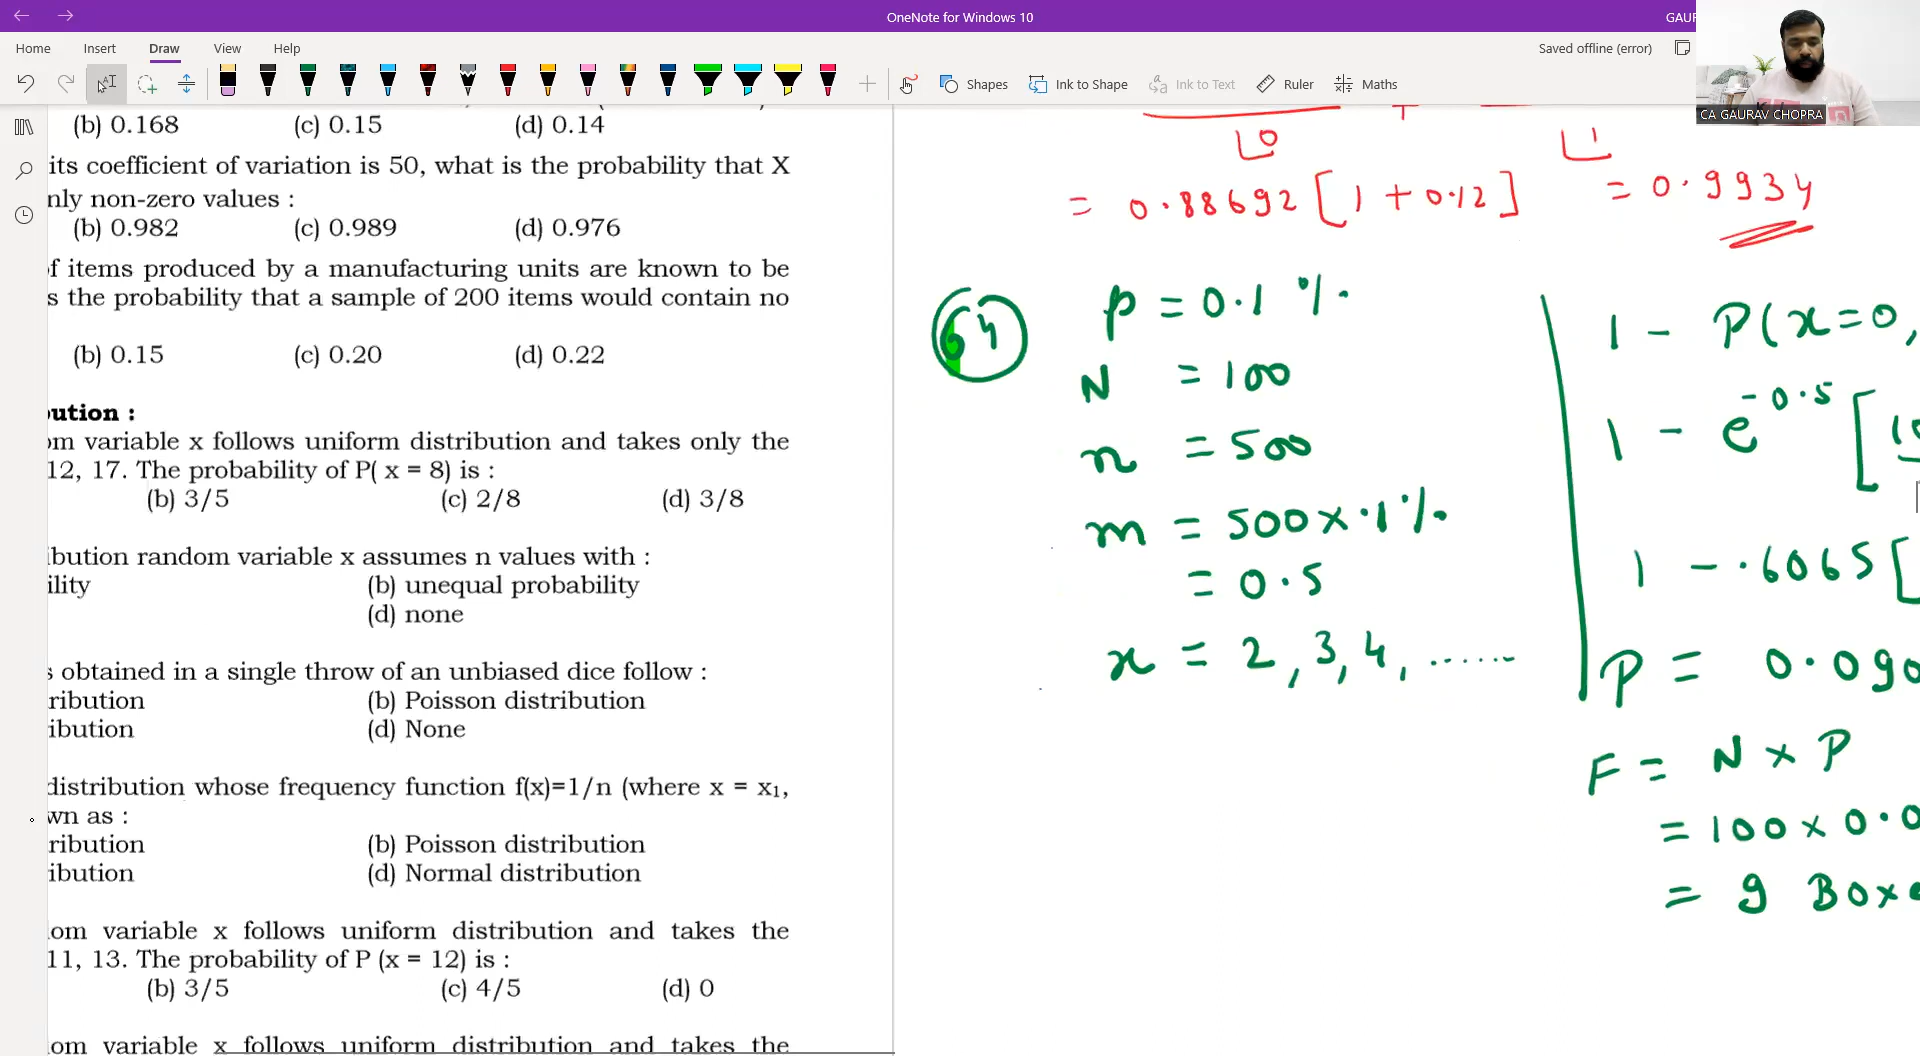 OneNote for Windows 10
Home Insert Draw View Help
Saved offline (error)
Shapes Ink to Shape Ink to Text Ruler Maths
CA GAURAV CHOPRA
(b) 0.168 (c) 0.15 (d) 0.14
its coefficient of variation is 50, what is the probability that X
nly non-zero values :
(b) 0.982 (c) 0.989 (d) 0.976
f items produced by a manufacturing units are known to be
s the probability that a sample of 200 items would contain no
(b) 0.15 (c) 0.20 (d) 0.22
ution :
om variable x follows uniform distribution and takes only the
12, 17. The probability of P( x = 8) is :
(b) 3/5 (c) 2/8 (d) 3/8
ibution random variable x assumes n values with :
ility (b) unequal probability
(d) none
s obtained in a single throw of an unbiased dice follow :
ribution (b) Poisson distribution
ibution (d) None
distribution whose frequency function f(x)=1/n (where x = x₁,
wn as :
ribution (b) Poisson distribution
ibution (d) Normal distribution
om variable x follows uniform distribution and takes the
11, 13. The probability of P (x = 12) is :
(b) 3/5 (c) 4/5 (d) 0
om variable x follows uniform distribution and takes the
⌊0 ⌊1
= 0.88692 [1 + 0.12] = 0.9934
64
p = 0.1 %
N = 100
n = 500
m = 500 × .1%
= 0.5
x = 2, 3, 4, ......
1 - P(x=0,
1 - e^-0.5 [
1 - .6065 [
P = 0.090
F = N × P
= 100 × 0.0
= 9 Box